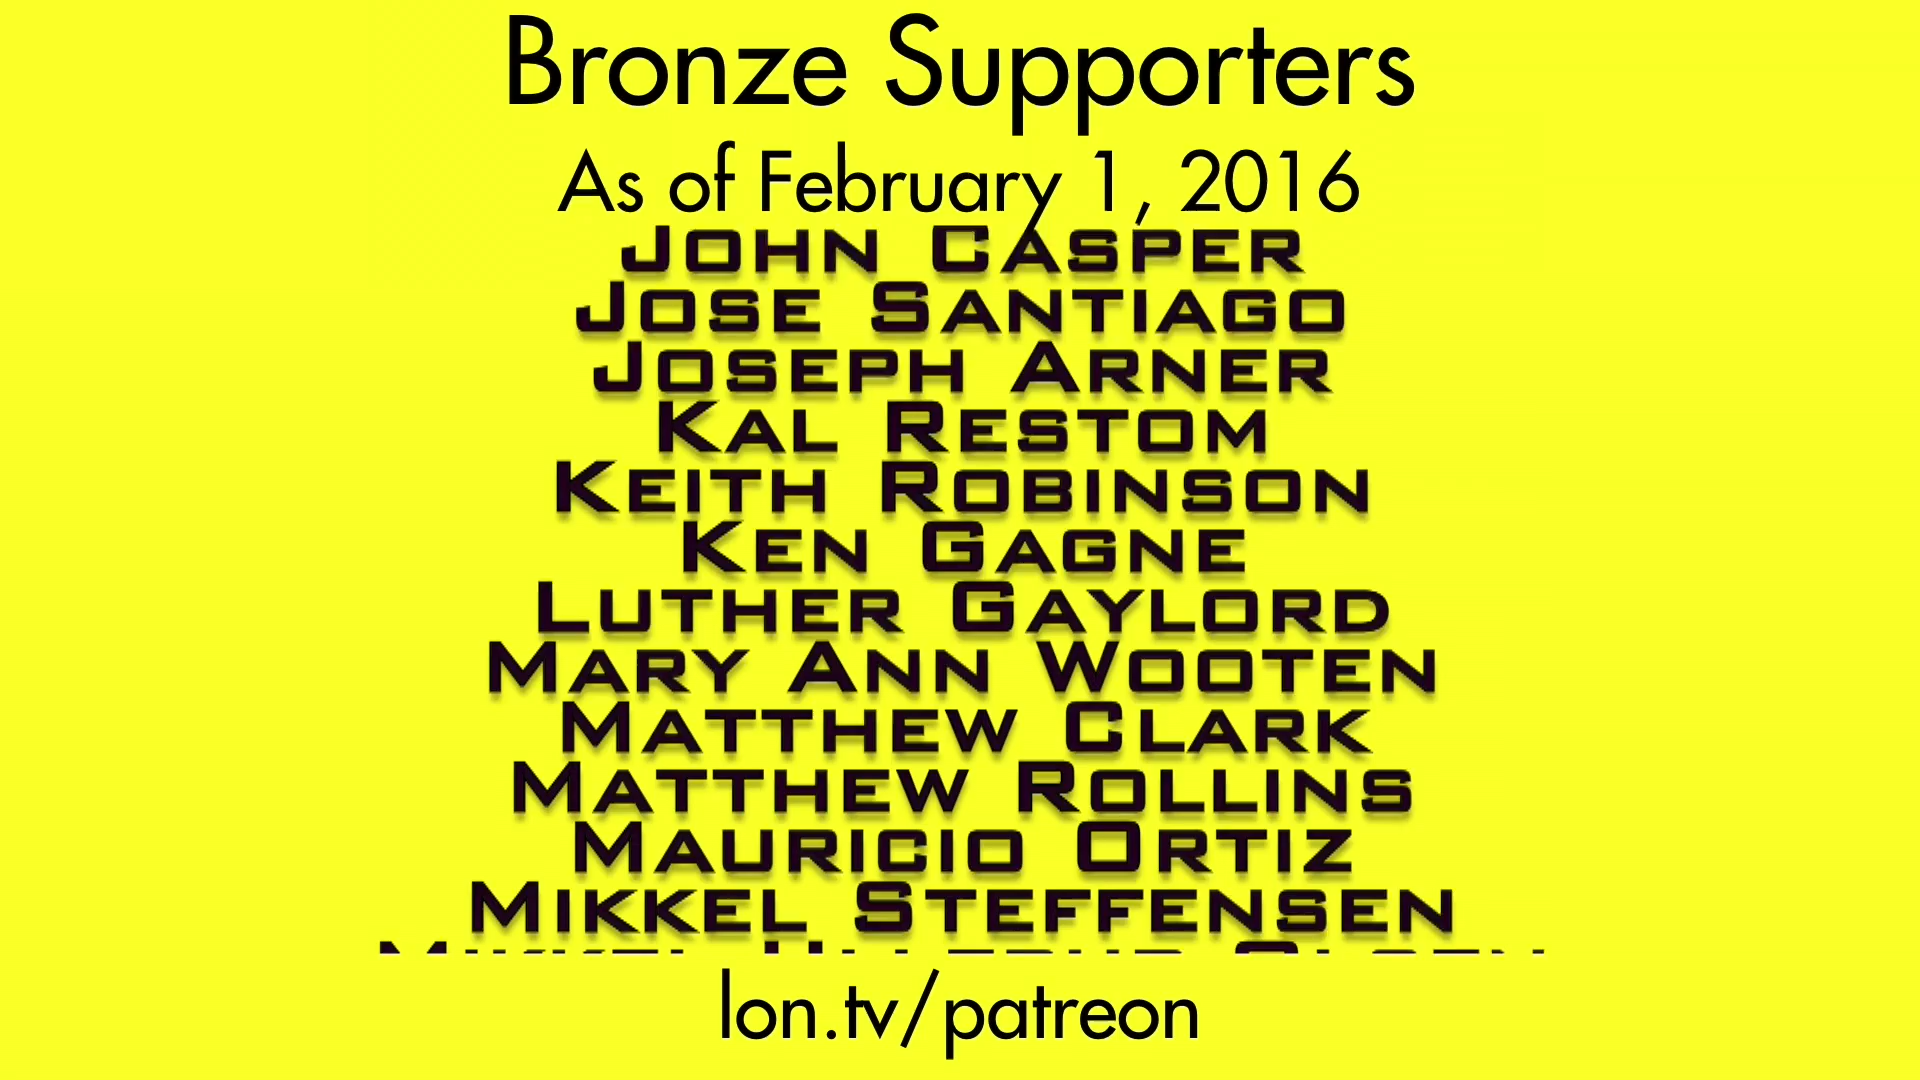 Bronze Supporters
As of February 1, 2016
John Casper
Jose Santiago
Joseph Arner
Kal Restom
Keith Robinson
Ken Gagne
Luther Gaylord
Mary Ann Wooten
Matthew Clark
Matthew Rollins
Mauricio Ortiz
Mikkel Steffensen
lon.tv/patreon